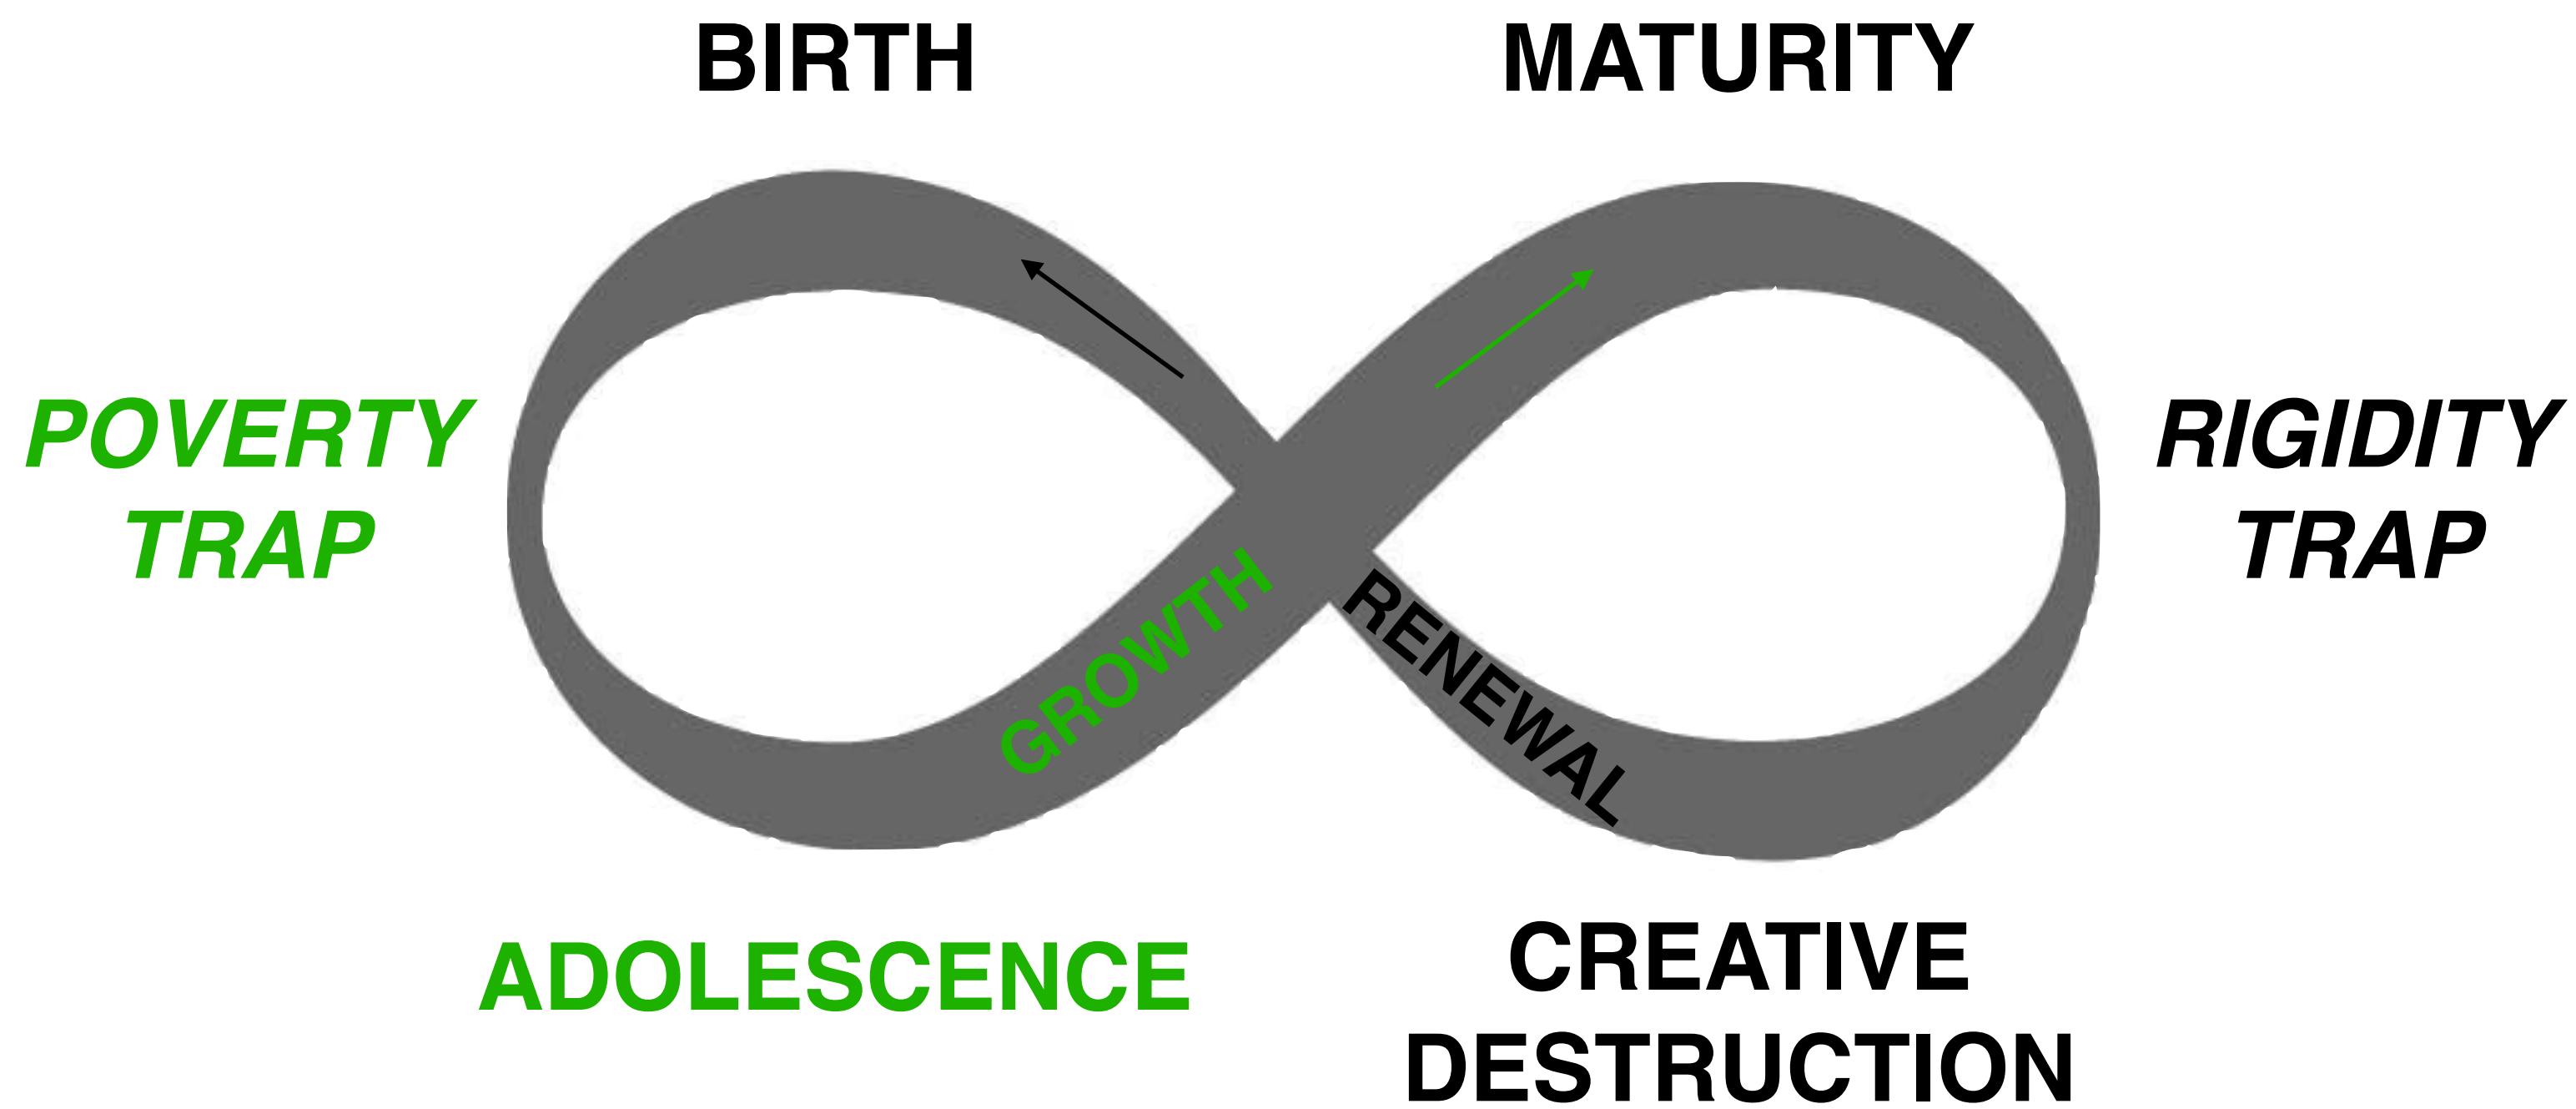 BIRTH
MATURITY
POVERTY
TRAP
RIGIDITY
TRAP
GROWTH
RENEWAL
ADOLESCENCE
CREATIVE
DESTRUCTION